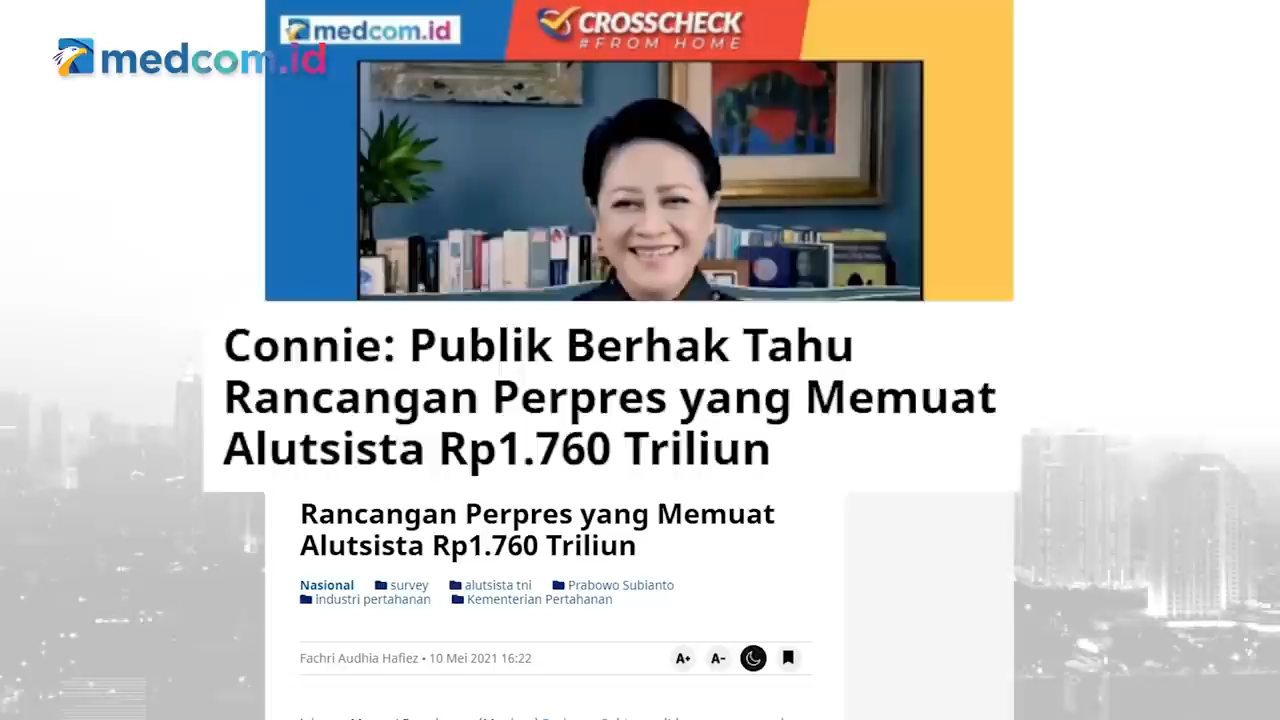 medcom.id
CROSSCHECK
#FROM HOME
medcom.id
Connie: Publik Berhak Tahu
Rancangan Perpres yang Memuat
Alutsista Rp1.760 Triliun
Rancangan Perpres yang Memuat
Alutsista Rp1.760 Triliun
Nasional survey alutsista tni Prabowo Subianto
industri pertahanan Kementerian Pertahanan
Fachri Audhia Hafiez • 10 Mei 2021 16:22 A+ A-